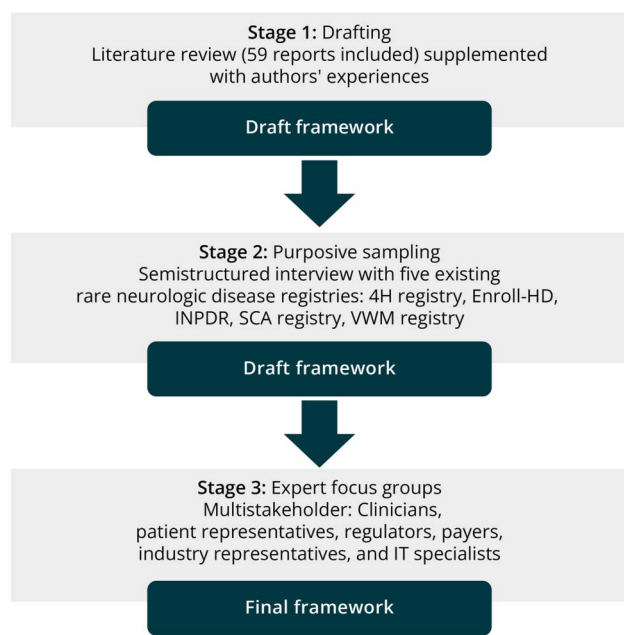 Stage 1: Drafting
Literature review (59 reports included) supplemented
with authors' experiences
Draft framework
Stage 2: Purposive sampling
Semistructured interview with five existing
rare neurologic disease registries: 4H registry, Enroll-HD,
INPDR, SCA registry, VWM registry
Draft framework
Stage 3: Expert focus groups
Multistakeholder: Clinicians,
patient representatives, regulators, payers,
industry representatives, and IT specialists
Final framework